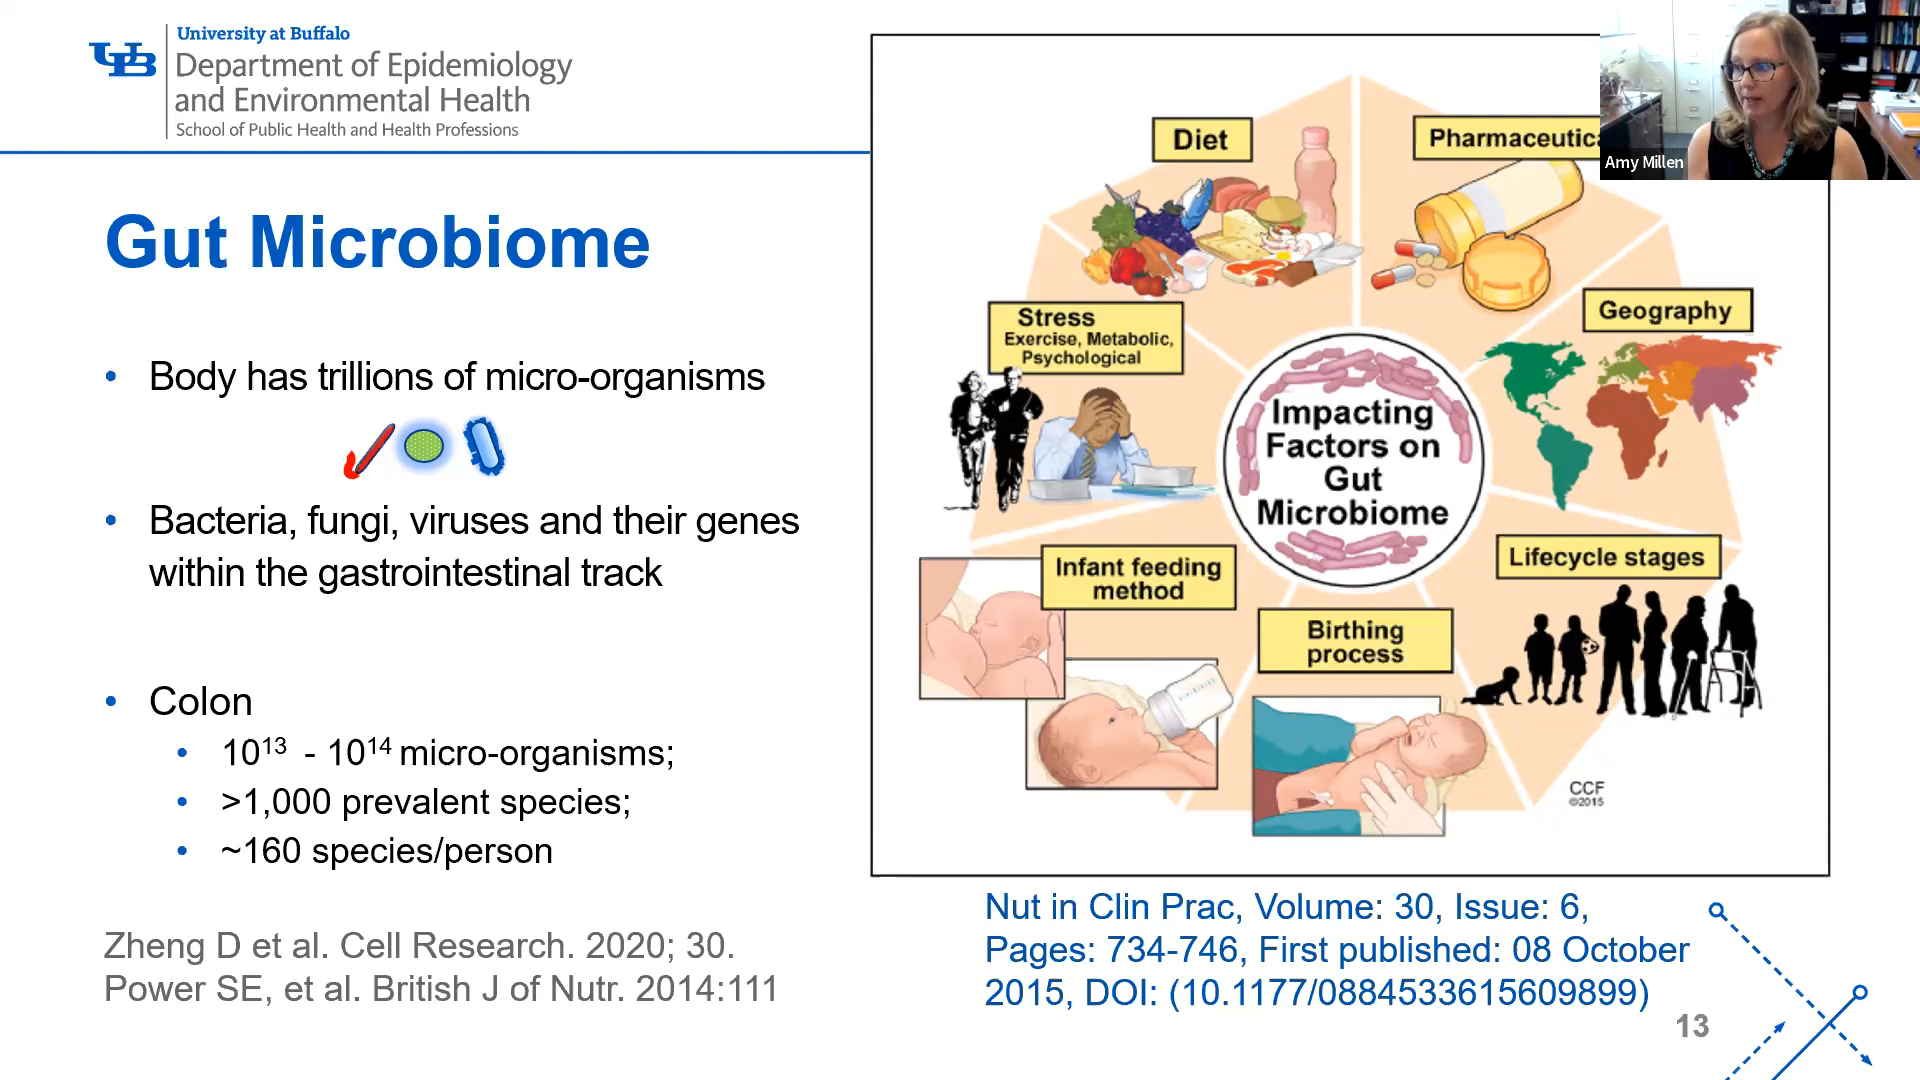 University at Buffalo
Department of Epidemiology
and Environmental Health
School of Public Health and Health Professions
Gut Microbiome
• Body has trillions of micro-organisms
• Bacteria, fungi, viruses and their genes
within the gastrointestinal track
• Colon
• 10¹³ - 10¹⁴ micro-organisms;
• >1,000 prevalent species;
• ~160 species/person
Zheng D et al. Cell Research. 2020; 30.
Power SE, et al. British J of Nutr. 2014:111
Diet
Pharmaceutica
Amy Millen
Stress
Exercise, Metabolic,
Psychological
Geography
Impacting
Factors on
Gut
Microbiome
Infant feeding
method
Birthing
process
Lifecycle stages
CCF
©2015
Nut in Clin Prac, Volume: 30, Issue: 6,
Pages: 734-746, First published: 08 October
2015, DOI: (10.1177/0884533615609899)
13